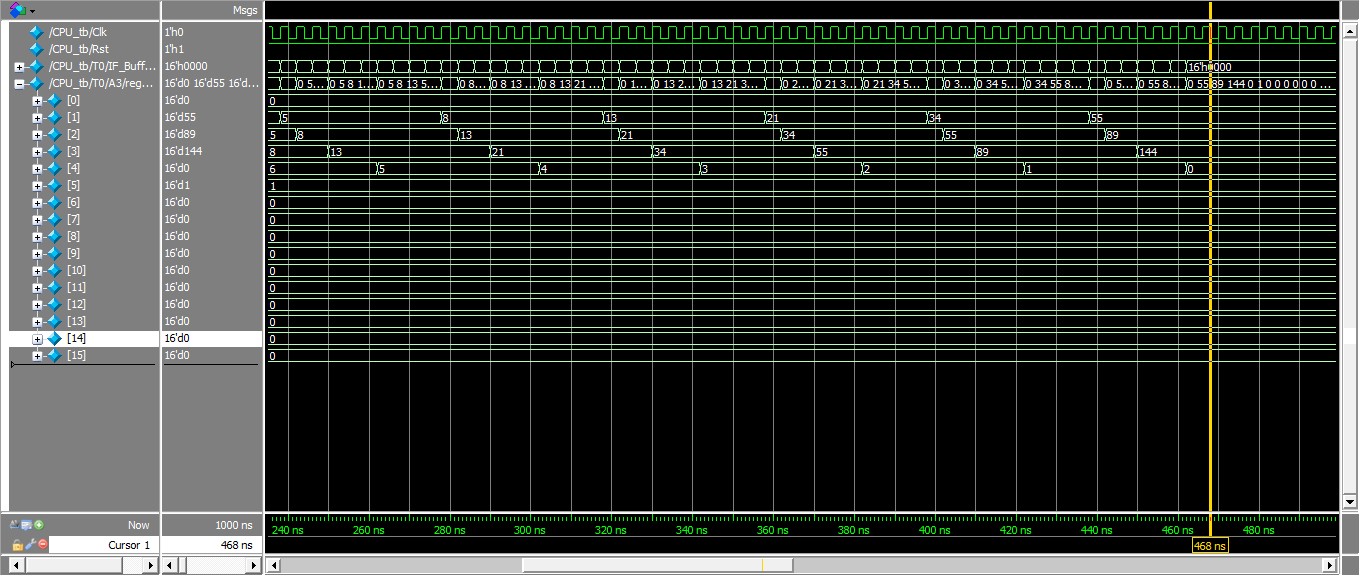 Msgs
/CPU_tb/Clk 1'h0
/CPU_tb/Rst 1'h1
/CPU_tb/T0/IF_Buff... 16'h0000 16'h0000
/CPU_tb/T0/A3/reg... 16'd0 16'd55 16'd... 0 5... 0 5 8 1... 0 5 8 13 5... 0 8... 0 8 13 ... 0 8 13 21 ... 0 1... 0 13 2... 0 13 21 3... 0 2... 0 21 3... 0 21 34 5... 0 3... 0 34 5... 0 34 55 8... 0 5... 0 55 8... 0 55 89 144 0 1 0 0 0 0 0 0 ...
[0] 16'd0 0
[1] 16'd55 5 8 13 21 34 55
[2] 16'd89 5 8 13 21 34 55 89
[3] 16'd144 8 13 21 34 55 89 144
[4] 16'd0 6 5 4 3 2 1 0
[5] 16'd1 1
[6] 16'd0 0
[7] 16'd0 0
[8] 16'd0 0
[9] 16'd0 0
[10] 16'd0 0
[11] 16'd0 0
[12] 16'd0 0
[13] 16'd0 0
[14] 16'd0 0
[15] 16'd0 0
Now 1000 ns 240 ns 260 ns 280 ns 300 ns 320 ns 340 ns 360 ns 380 ns 400 ns 420 ns 440 ns 460 ns 480 ns
Cursor 1 468 ns 468 ns